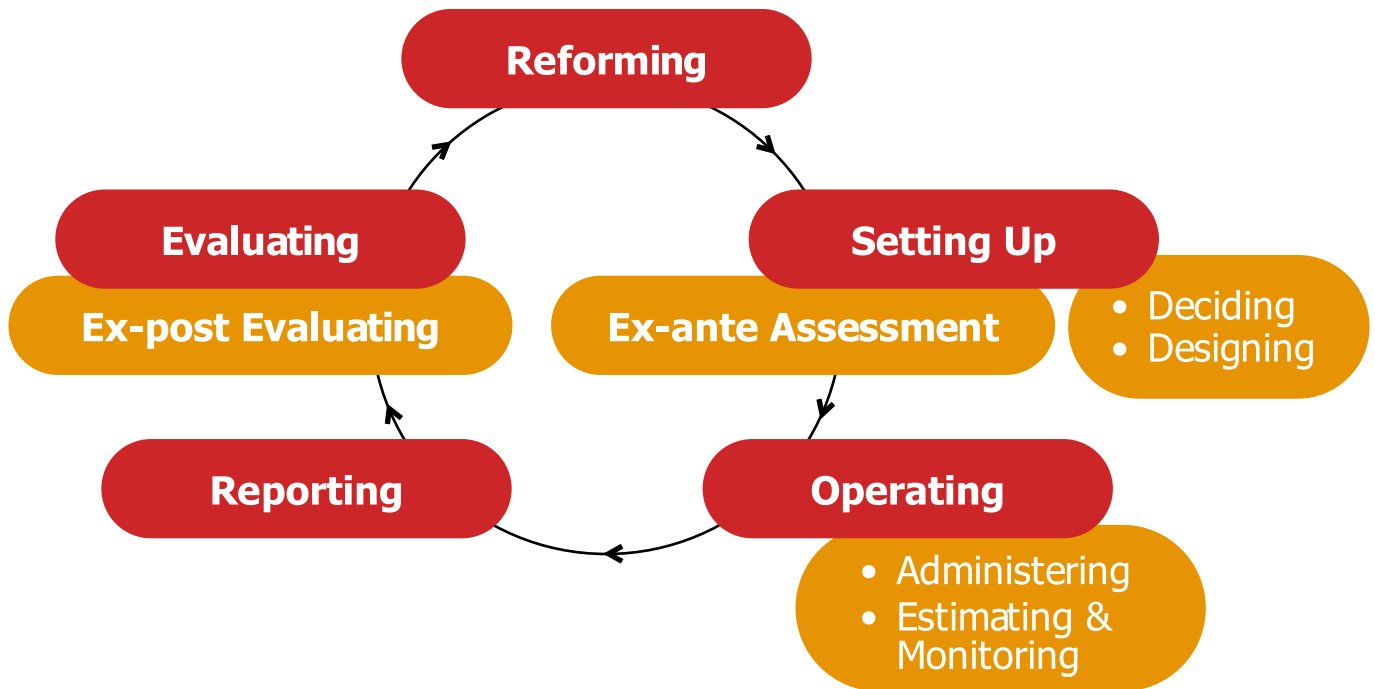 Reforming
Evaluating
Setting Up
Ex-post Evaluating
Ex-ante Assessment
• Deciding
• Designing
Reporting
Operating
• Administering
• Estimating &
Monitoring